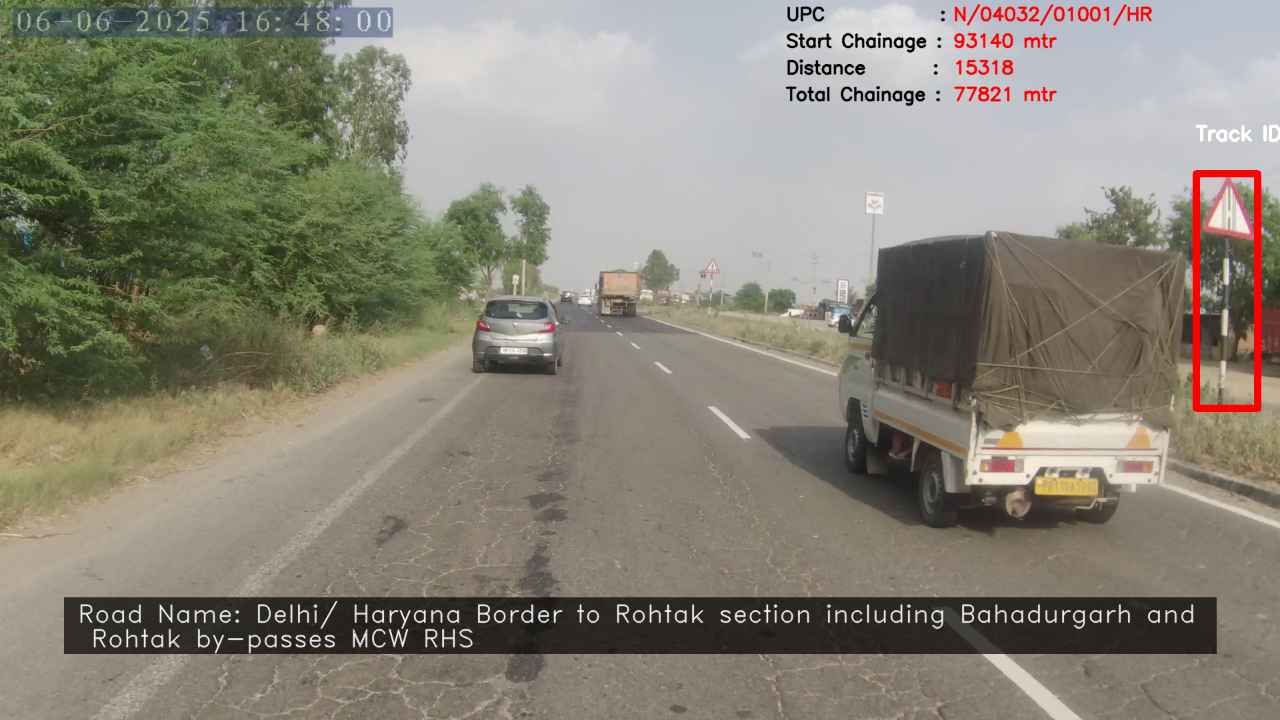 06-06-2025 16:48:00
UPC : N/04032/01001/HR
Start Chainage : 93140 mtr
Distance : 15318
Total Chainage : 77821 mtr
Track ID
Road Name: Delhi/ Haryana Border to Rohtak section including Bahadurgarh and
Rohtak by-passes MCW RHS